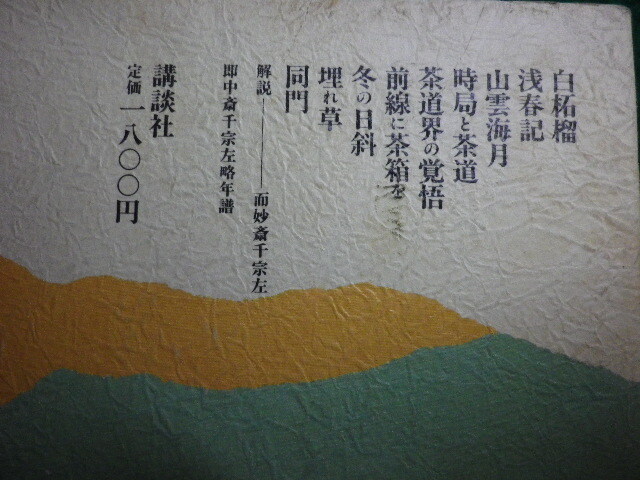 白柘榴
浅春記
山雲海月
時局と茶道
茶道界の覚悟
前線に茶箱を
冬の日斜
埋れ草
同門
解説――而妙斎千宗左
即中斎千宗左略年譜
講談社
定価一八〇〇円